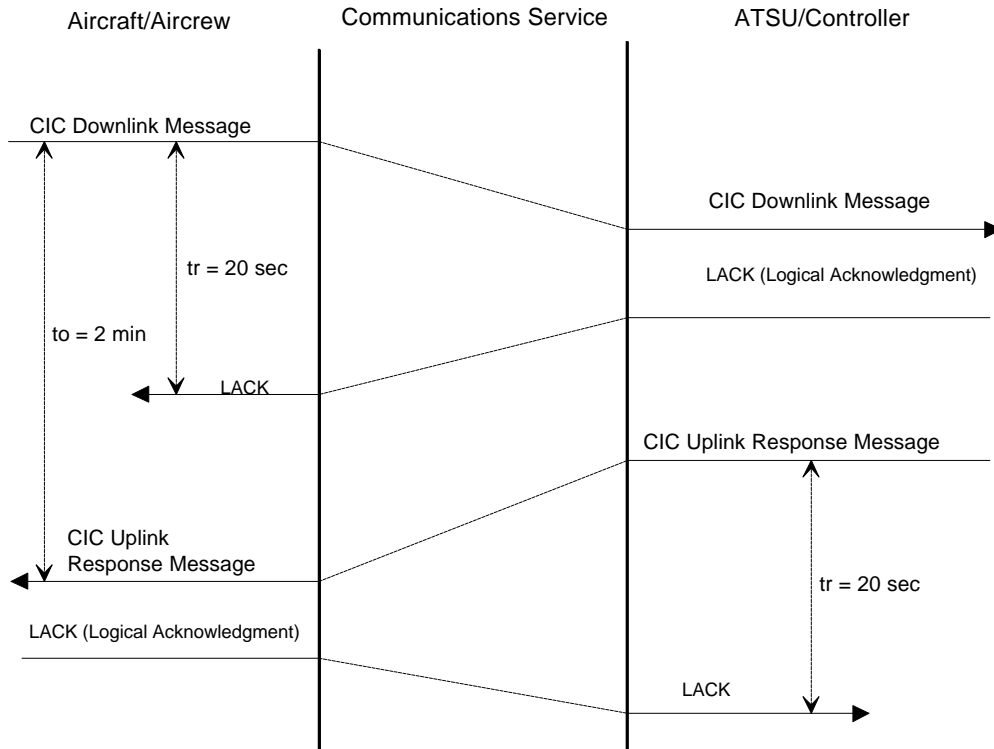 Aircraft/Aircrew
Communications Service
ATSU/Controller
CIC Downlink Message
CIC Downlink Message
tr = 20 sec
LACK (Logical Acknowledgment)
to = 2 min
LACK
CIC Uplink Response Message
CIC Uplink
Response Message
tr = 20 sec
LACK (Logical Acknowledgment)
LACK